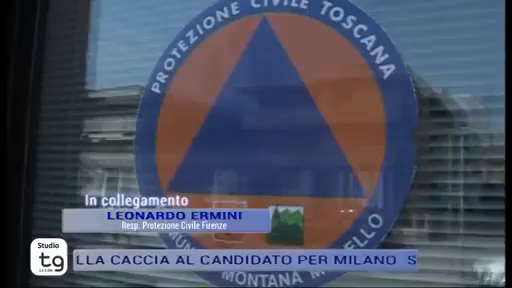 PROTEZIONE CIVILE TOSCANA
In collegamento
LEONARDO ERMINI
Resp. Protezione Civile Firenze
MONTANA
Studio
tg
inside
LLA CACCIA AL CANDIDATO PER MILANO S